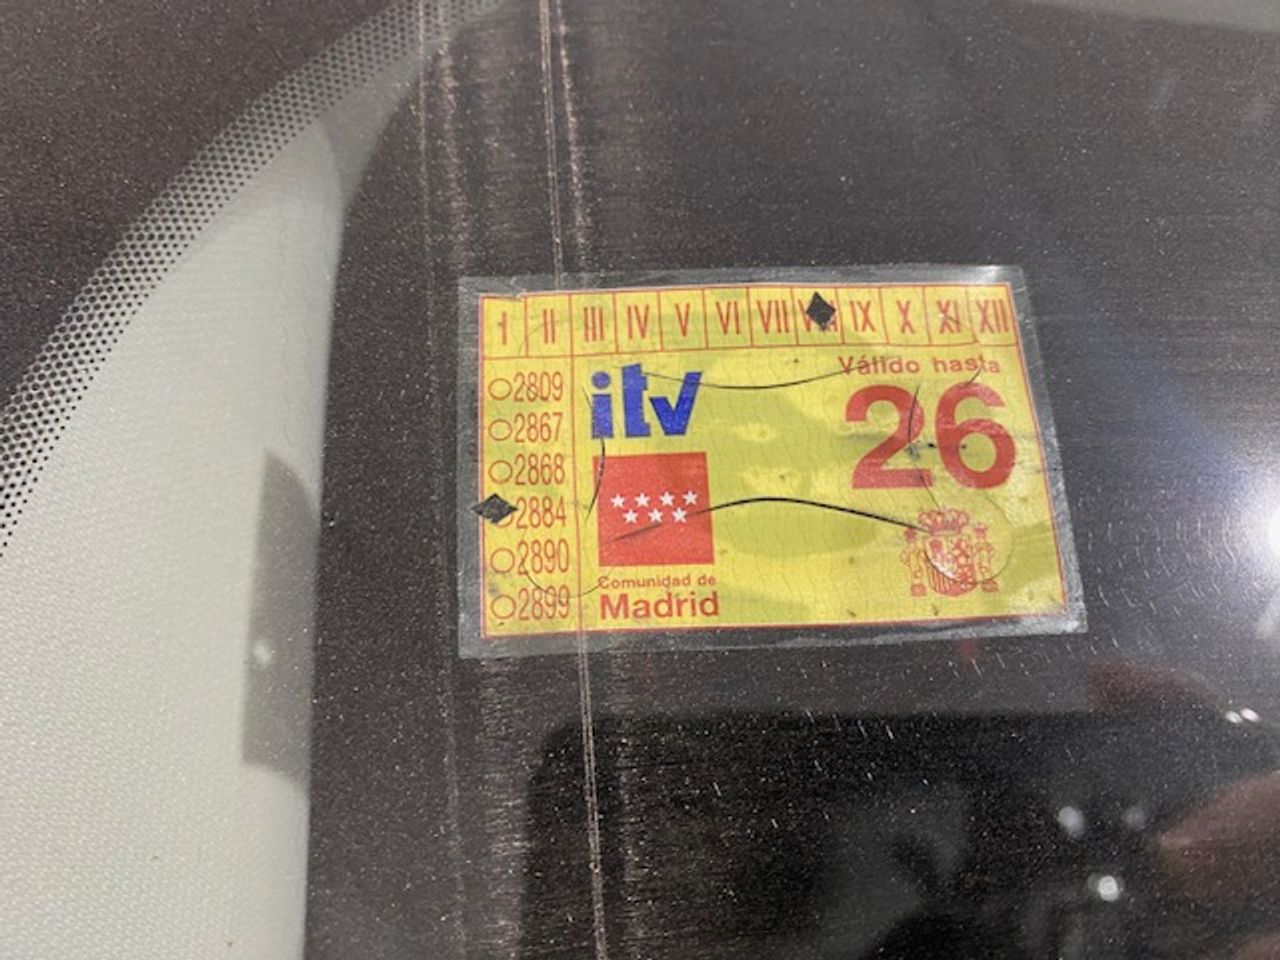 I II III IV V VI VII VIII IX X XI XII
Válido hasta
26
itv
2809
2867
2868
2884
2890
2899
Comunidad de
Madrid